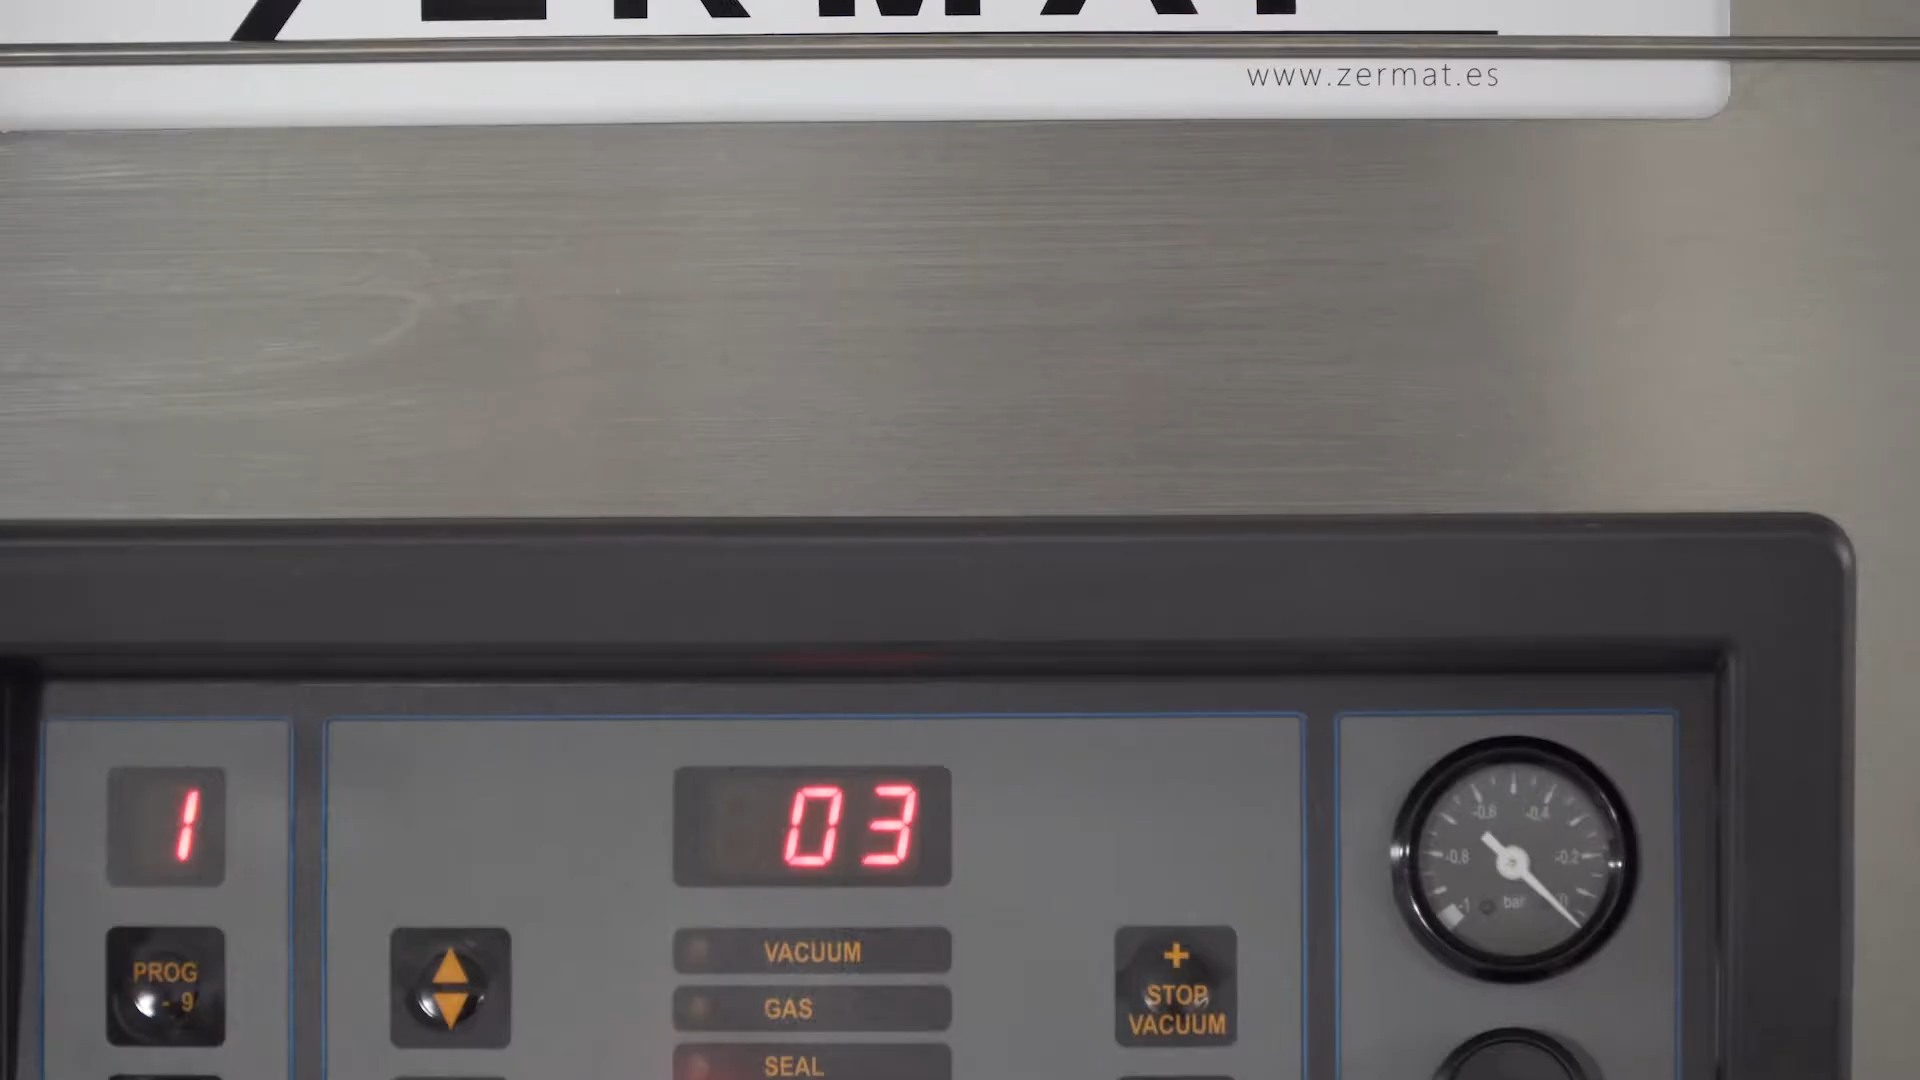 ZERMAT
www.zermat.es
1
03
-0.6 -0.4
-0.8 -0.2
-1 bar 0
VACUUM
PROG
- 9
+
STOP
VACUUM
GAS
SEAL